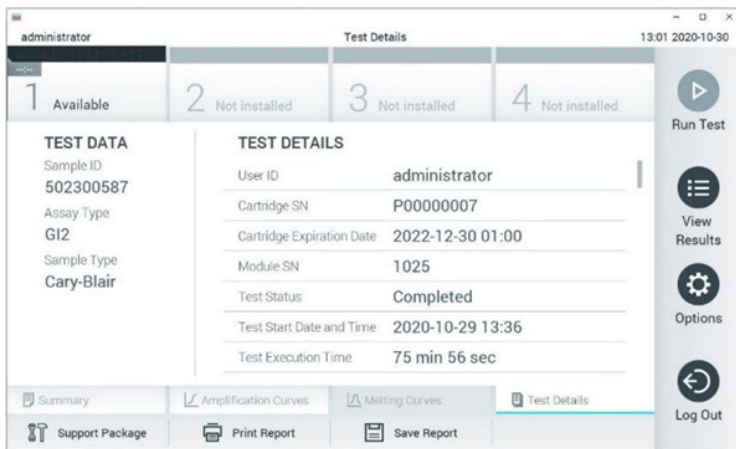 administrator Test Details 13:01 2020-10-30
--:--
1 Available 2 Not installed 3 Not installed 4 Not installed
Run Test
TEST DATA
Sample ID
502300587
Assay Type
GI2
Sample Type
Cary-Blair
TEST DETAILS
User ID administrator
Cartridge SN P00000007
Cartridge Expiration Date 2022-12-30 01:00
Module SN 1025
Test Status Completed
Test Start Date and Time 2020-10-29 13:36
Test Execution Time 75 min 56 sec
View
Results
Options
Log Out
Summary Amplification Curves Melting Curves Test Details
Support Package Print Report Save Report